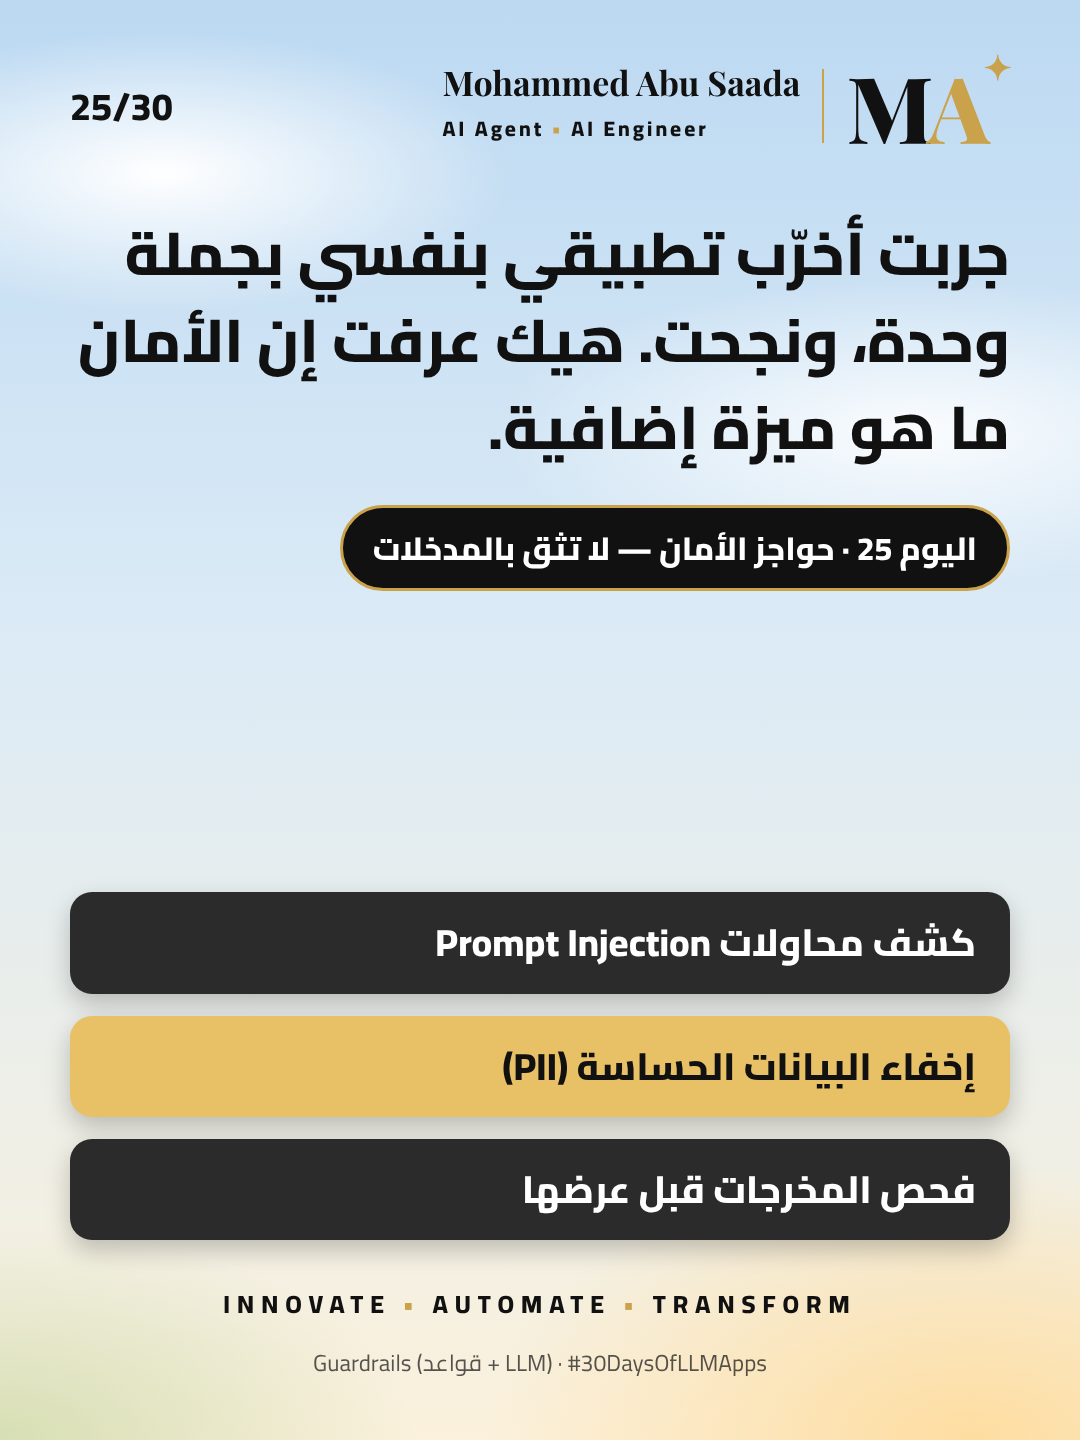 25/30
Mohammed Abu Saada
AI Agent ▪ AI Engineer
MA
جربت أخرّب تطبيقي بنفسي بجملة
وحدة، ونجحت. هيك عرفت إن الأمان
ما هو ميزة إضافية.
اليوم 25 · حواجز الأمان — لا تثق بالمدخلات
كشف محاولات Prompt Injection
إخفاء البيانات الحساسة (PII)
فحص المخرجات قبل عرضها
INNOVATE ▪ AUTOMATE ▪ TRANSFORM
Guardrails (قواعد + LLM) · #30DaysOfLLMApps